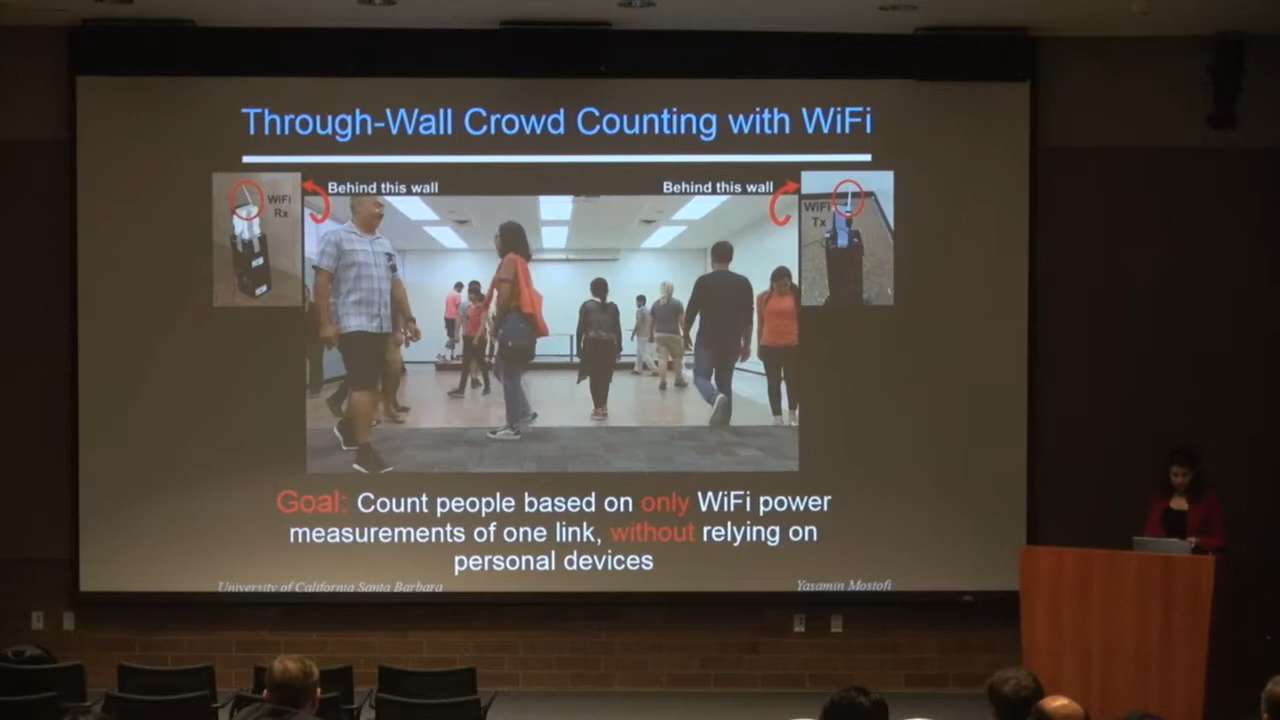 Through-Wall Crowd Counting with WiFi
Behind this wall
Behind this wall
WiFi
Rx
WiFi
Tx
Goal: Count people based on only WiFi power
measurements of one link, without relying on
personal devices
University of California Santa Barbara
Yasamin Mostofi